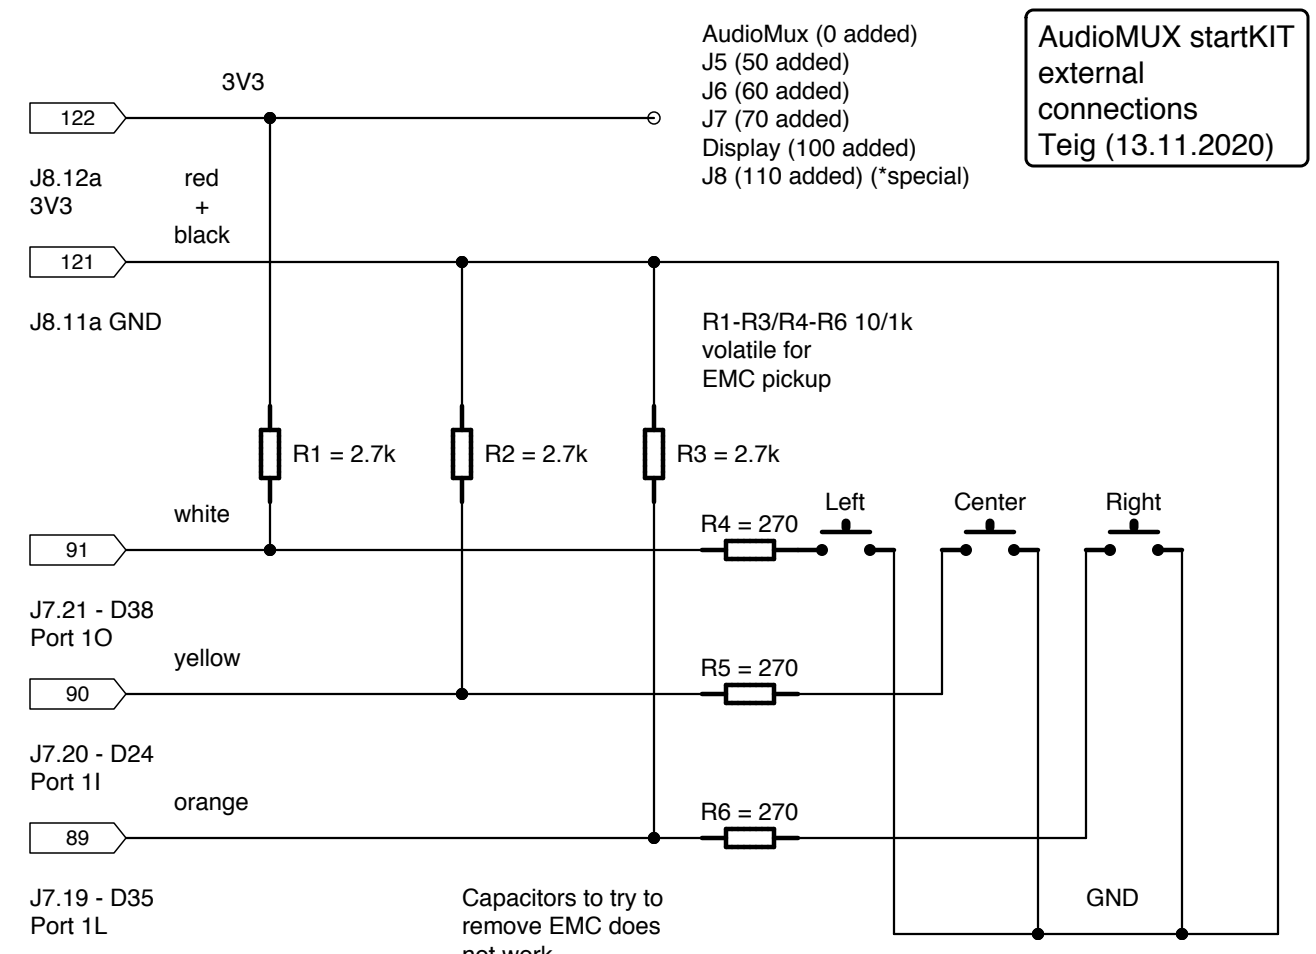 AudioMux (0 added)
J5 (50 added)
J6 (60 added)
J7 (70 added)
Display (100 added)
J8 (110 added) (*special)
AudioMUX startKIT
external
connections
Teig (13.11.2020)
3V3
122
J8.12a
3V3
red
+
black
121
J8.11a GND
R1-R3/R4-R6 10/1k
volatile for
EMC pickup
R1 = 2.7k
R2 = 2.7k
R3 = 2.7k
white
91
R4 = 270
Left
Center
Right
J7.21 - D38
Port 1O
yellow
90
R5 = 270
J7.20 - D24
Port 1I
orange
89
R6 = 270
J7.19 - D35
Port 1L
Capacitors to try to
remove EMC does
not work
GND